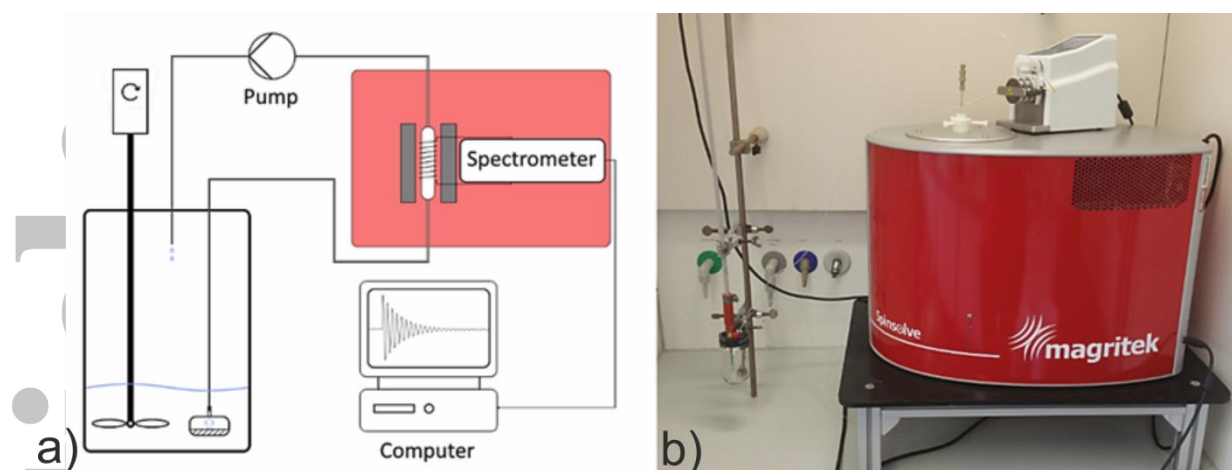 Pump
Spectrometer
Computer
a)
Spinsolve
magritek
b)